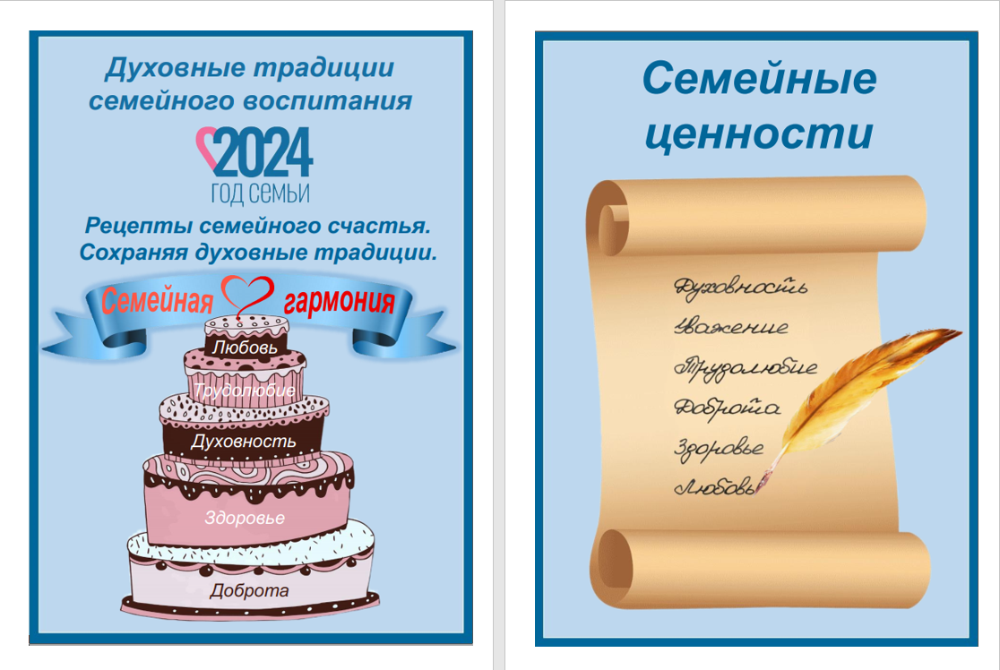 Духовные традиции
семейного воспитания
2024
ГОД СЕМЬИ
Рецепты семейного счастья.
Сохраняя духовные традиции.
Семейная гармония
Любовь
Трудолюбие
Духовность
Здоровье
Доброта
Семейные
ценности
Духовность
Уважение
Трудолюбие
Доброта
Здоровье
Любовь